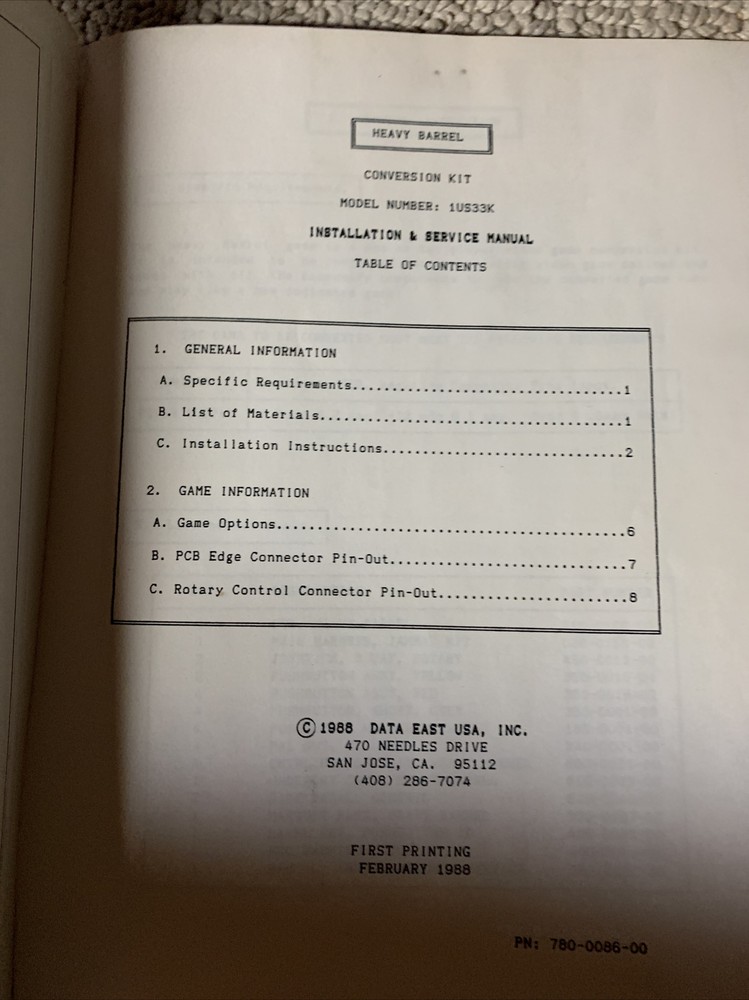 HEAVY BARREL
CONVERSION KIT
MODEL NUMBER: 1US33K
INSTALLATION & SERVICE MANUAL
TABLE OF CONTENTS
1. GENERAL INFORMATION
A. Specific Requirements..................................1
B. List of Materials......................................1
C. Installation Instructions..............................2
2. GAME INFORMATION
A. Game Options...........................................6
B. PCB Edge Connector Pin-Out.............................7
C. Rotary Control Connector Pin-Out.......................8
©1988 DATA EAST USA, INC.
470 NEEDLES DRIVE
SAN JOSE, CA. 95112
(408) 286-7074
FIRST PRINTING
FEBRUARY 1988
PN: 780-0086-00